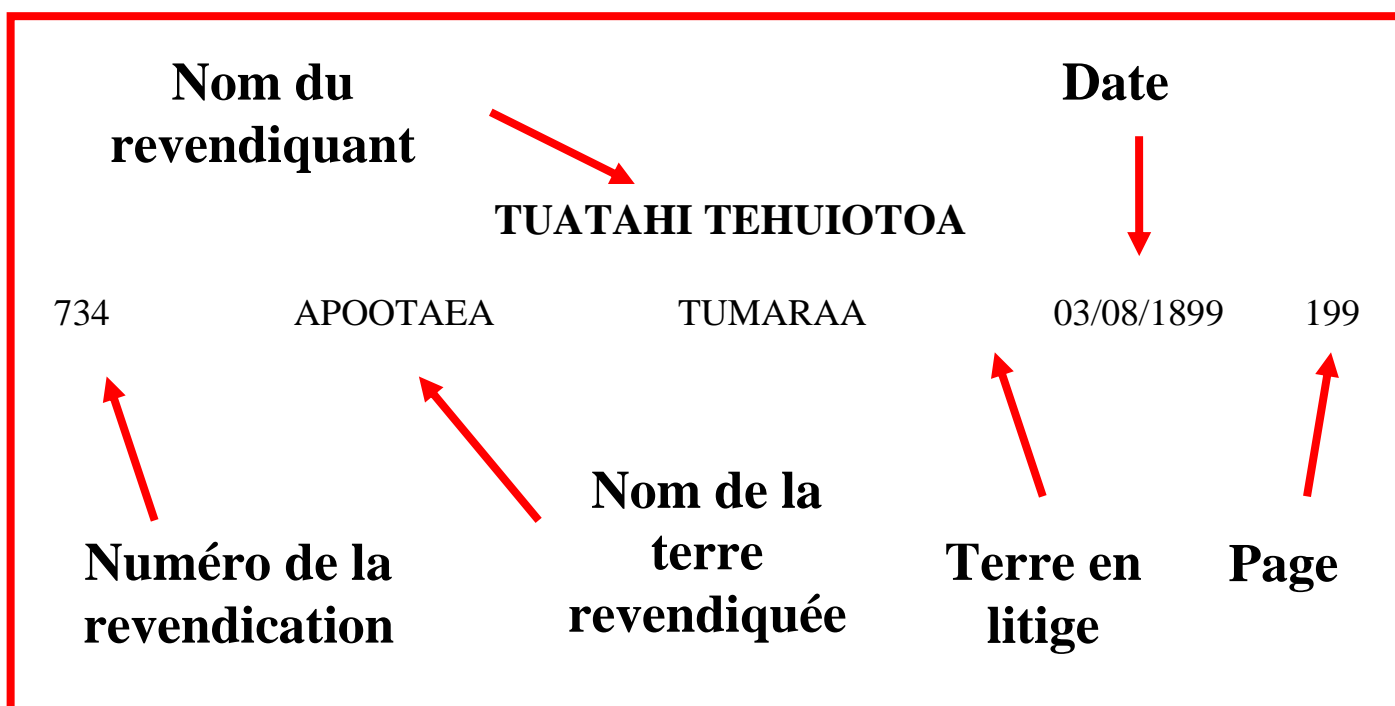 Nom du
revendiquant
Date
TUATAHI TEHUIOTOA
734 APOOTAEA TUMARAA 03/08/1899 199
Numéro de la
revendication
Nom de la
terre
revendiquée
Terre en
litige
Page